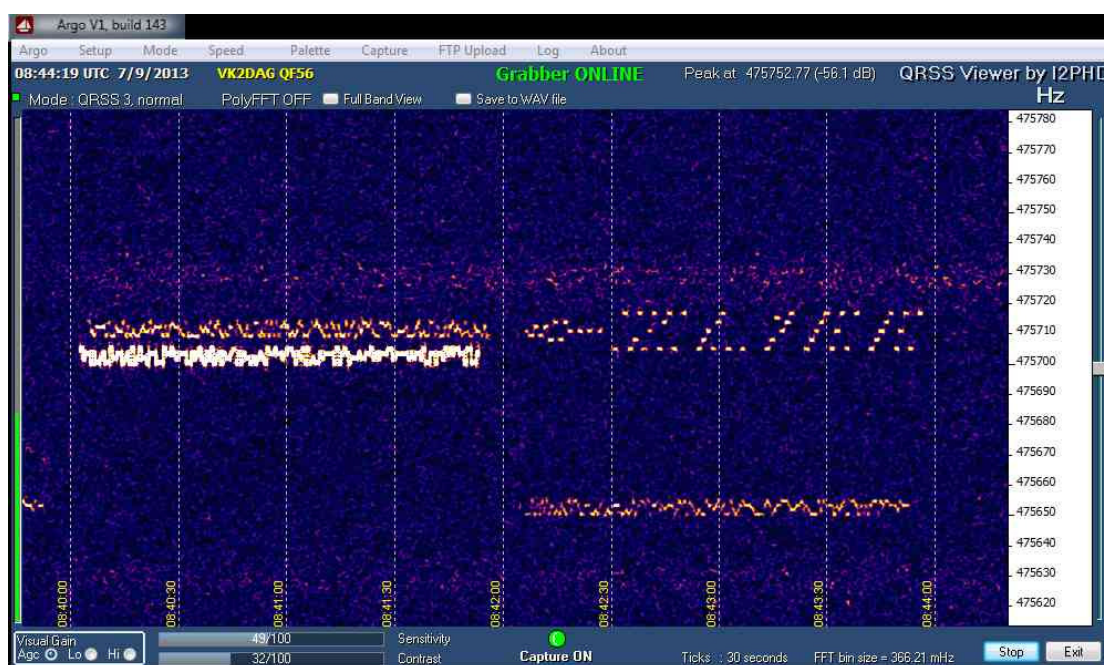 Argo V1, build 143
Argo Setup Mode Speed Palette Capture FTP Upload Log About
08:44:19 UTC 7/9/2013 VK2DAG QF56 Grabber ONLINE Peak at 475752.77 (-56.1 dB) QRSS Viewer by I2PHD
Mode : QRSS 3, normal PolyFFT OFF Full Band View Save to WAV file Hz
475780
475770
475760
475750
475740
475730
475720
475710
475700
475690
475680
475670
475660
475650
475640
475630
475620
08:40:00 08:40:30 08:41:00 08:41:30 08:42:00 08:42:30 08:43:00 08:43:30 08:44:00
Visual Gain 49/100 Sensitivity
Agc Lo Hi 32/100 Contrast Capture ON Ticks : 30 seconds FFT bin size = 366.21 mHz Stop Exit